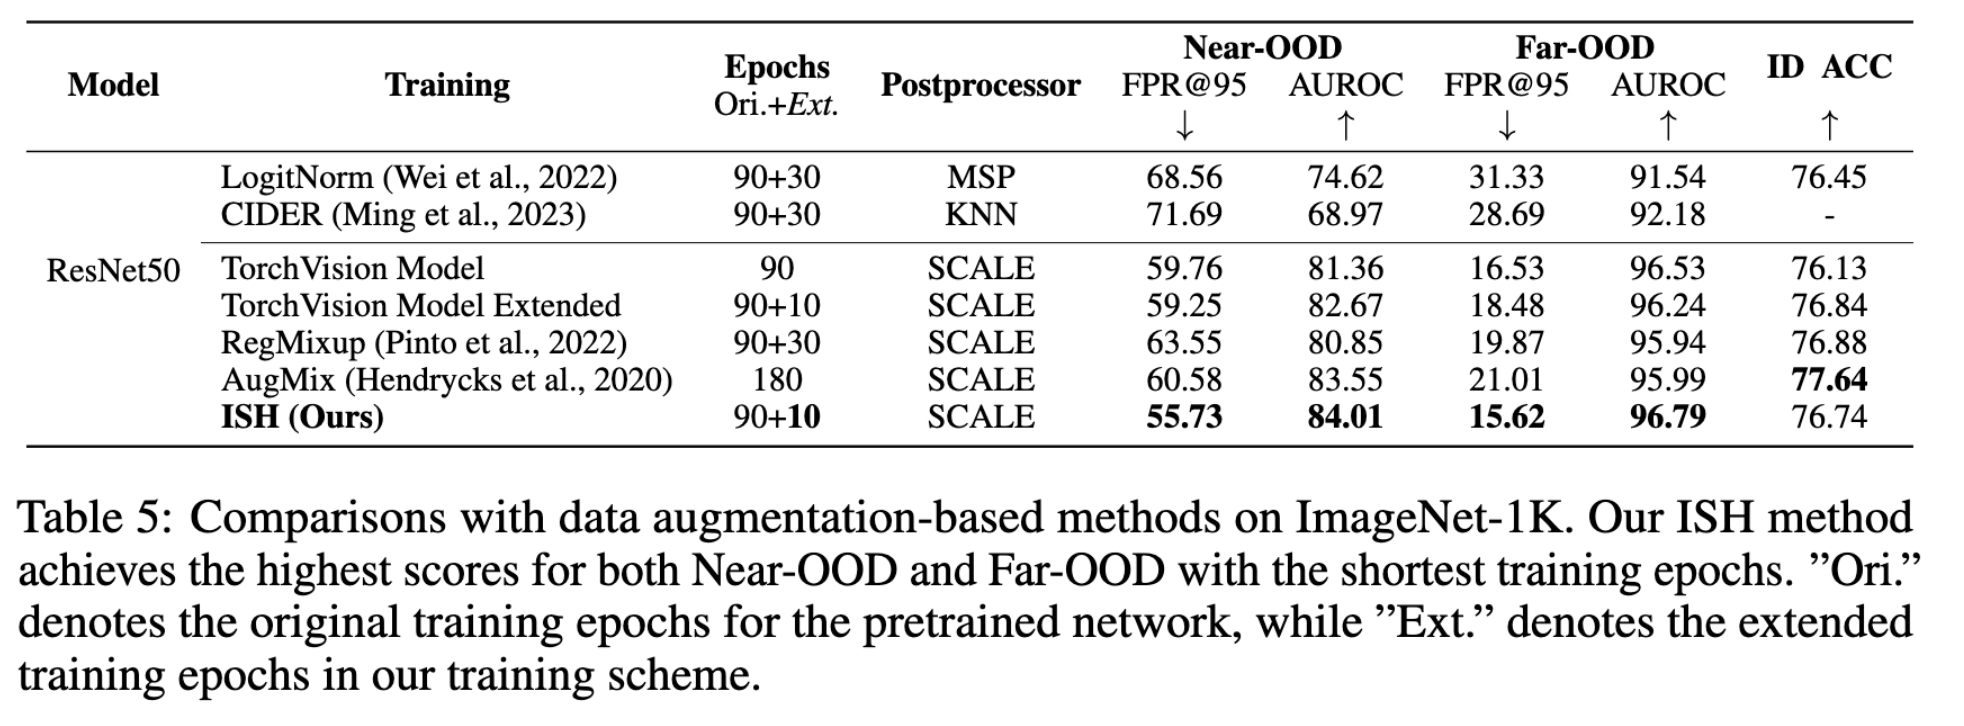 Model Training Epochs Ori.+Ext. Postprocessor Near-OOD Far-OOD ID ACC
FPR@95 AUROC FPR@95 AUROC
↓ ↑ ↓ ↑ ↑
LogitNorm (Wei et al., 2022) 90+30 MSP 68.56 74.62 31.33 91.54 76.45
CIDER (Ming et al., 2023) 90+30 KNN 71.69 68.97 28.69 92.18 -
ResNet50 TorchVision Model 90 SCALE 59.76 81.36 16.53 96.53 76.13
TorchVision Model Extended 90+10 SCALE 59.25 82.67 18.48 96.24 76.84
RegMixup (Pinto et al., 2022) 90+30 SCALE 63.55 80.85 19.87 95.94 76.88
AugMix (Hendrycks et al., 2020) 180 SCALE 60.58 83.55 21.01 95.99 77.64
ISH (Ours) 90+10 SCALE 55.73 84.01 15.62 96.79 76.74
Table 5: Comparisons with data augmentation-based methods on ImageNet-1K. Our ISH method
achieves the highest scores for both Near-OOD and Far-OOD with the shortest training epochs. ”Ori.”
denotes the original training epochs for the pretrained network, while ”Ext.” denotes the extended
training epochs in our training scheme.